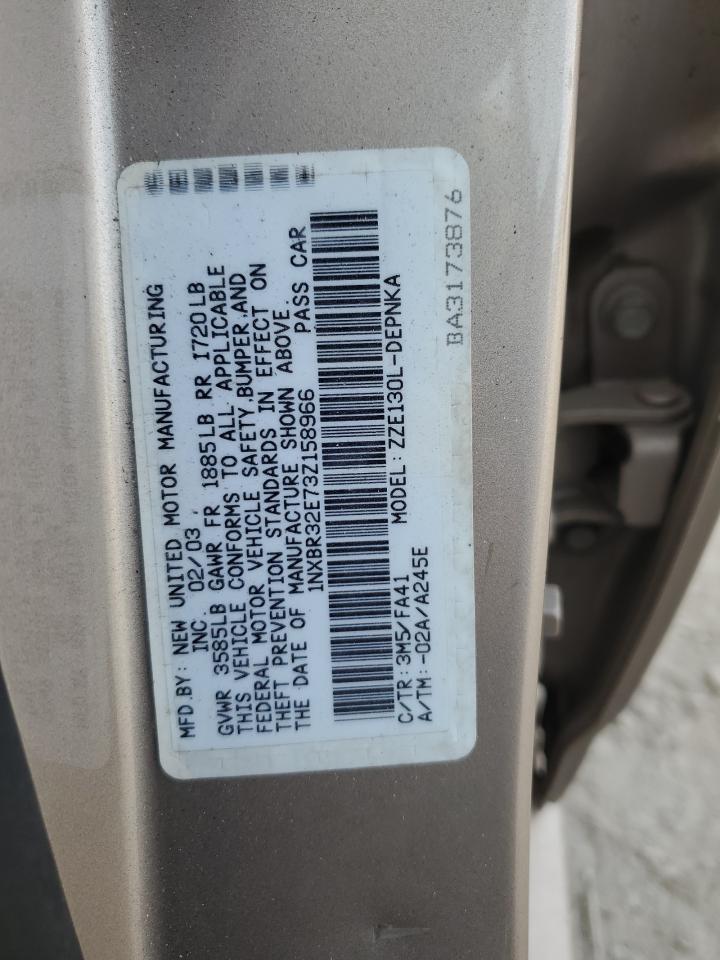 MFD.BY: NEW UNITED MOTOR MANUFACTURING
INC. 02/03
GVWR 3585LB GAWR FR 1885LB RR 1720LB
THIS VEHICLE CONFORMS TO ALL APPLICABLE
FEDERAL MOTOR VEHICLE SAFETY,BUMPER,AND
THEFT PREVENTION STANDARDS IN EFFECT ON
THE DATE OF MANUFACTURE SHOWN ABOVE.
1NXBR32E73Z158966 PASS CAR
C/TR:3M5/FA41 MODEL:ZZE130L-DEPNKA
A/TM:-02A/A245E
BA3173876